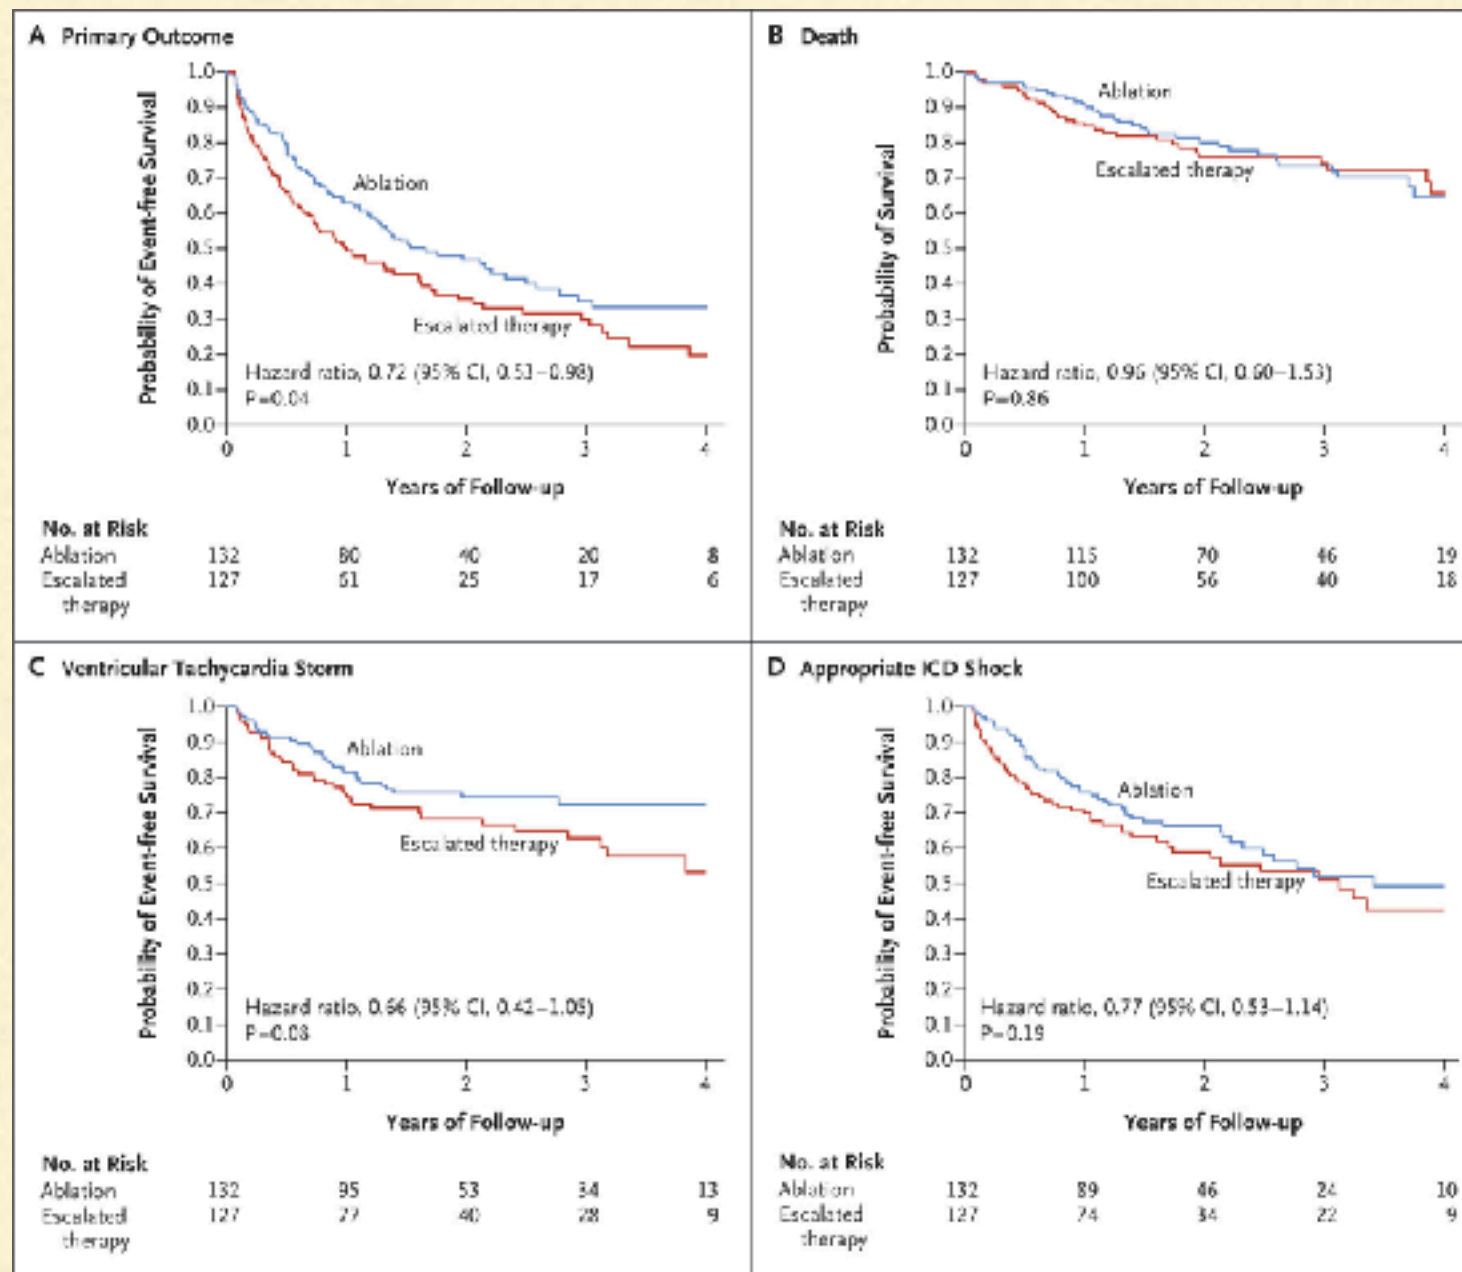 A Primary Outcome
Probability of Event-free Survival
1.0
0.9
0.8
0.7
0.6
0.5
0.4
0.3
0.2
0.1
0.0
Ablation
Escalated therapy
Hazard ratio, 0.72 (95% CI, 0.53–0.98)
P=0.04
0 1 2 3 4
Years of Follow-up
No. at Risk
Ablation 132 80 40 20 8
Escalated 127 61 25 17 6
therapy
B Death
Probability of Survival
1.0
0.9
0.8
0.7
0.6
0.5
0.4
0.3
0.2
0.1
0.0
Ablation
Escalated therapy
Hazard ratio, 0.96 (95% CI, 0.60–1.53)
P=0.86
0 1 2 3 4
Years of Follow-up
No. at Risk
Ablation 132 115 70 46 19
Escalated 127 100 56 40 18
therapy
C Ventricular Tachycardia Storm
Probability of Event-free Survival
1.0
0.9
0.8
0.7
0.6
0.5
0.4
0.3
0.2
0.1
0.0
Ablation
Escalated therapy
Hazard ratio, 0.66 (95% CI, 0.42–1.05)
P=0.08
0 1 2 3 4
Years of Follow-up
No. at Risk
Ablation 132 95 53 34 13
Escalated 127 77 40 28 9
therapy
D Appropriate ICD Shock
Probability of Event-free Survival
1.0
0.9
0.8
0.7
0.6
0.5
0.4
0.3
0.2
0.1
0.0
Ablation
Escalated therapy
Hazard ratio, 0.77 (95% CI, 0.53–1.14)
P=0.19
0 1 2 3 4
Years of Follow-up
No. at Risk
Ablation 132 89 46 24 10
Escalated 127 74 34 22 9
therapy